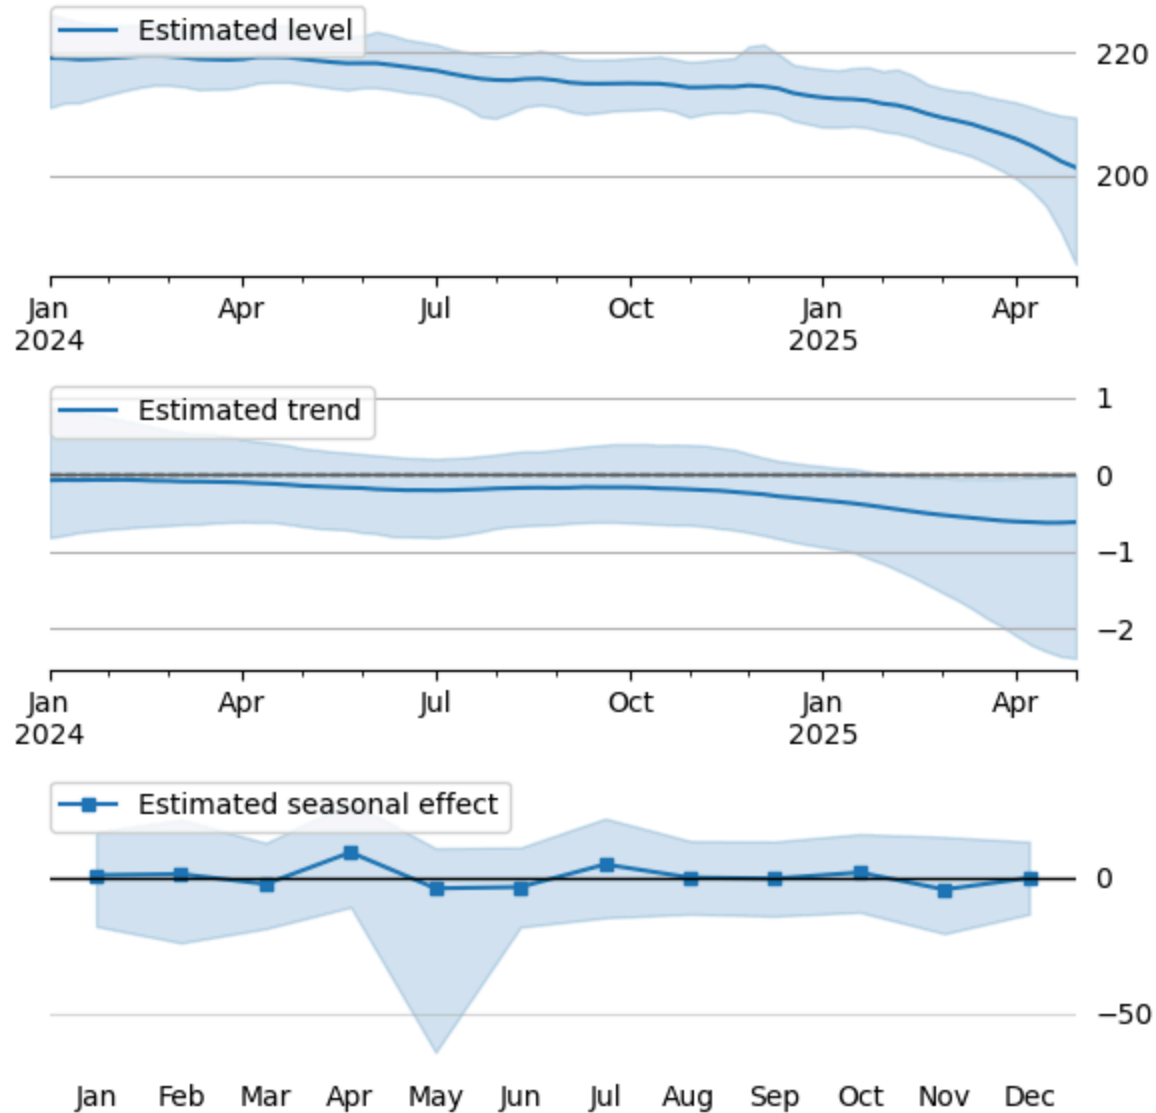 Estimated level
220
200
Jan Apr Jul Oct Jan Apr
2024 2025
Estimated trend
1
0
−1
−2
Jan Apr Jul Oct Jan Apr
2024 2025
Estimated seasonal effect
0
−50
Jan Feb Mar Apr May Jun Jul Aug Sep Oct Nov Dec